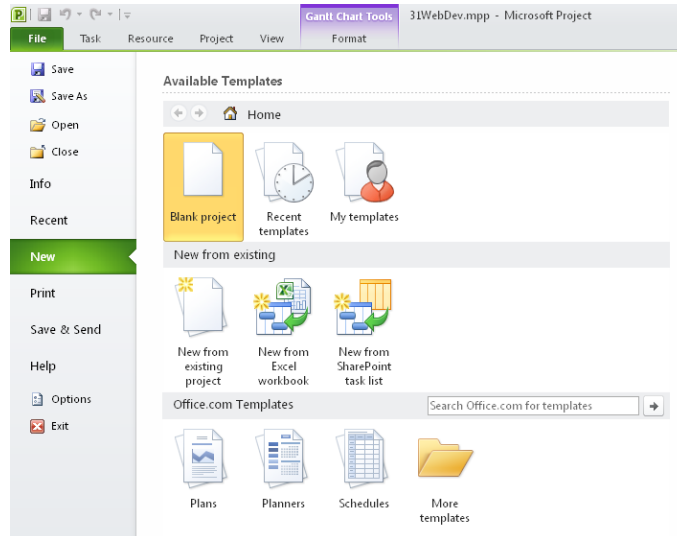 Gantt Chart Tools 31WebDev.mpp - Microsoft Project
File Task Resource Project View Format
Save
Save As
Open
Close
Info
Recent
New
Print
Save & Send
Help
Options
Exit
Available Templates
Home
Blank project
Recent templates
My templates
New from existing
New from existing project
New from Excel workbook
New from SharePoint task list
Office.com Templates
Search Office.com for templates
Plans
Planners
Schedules
More templates